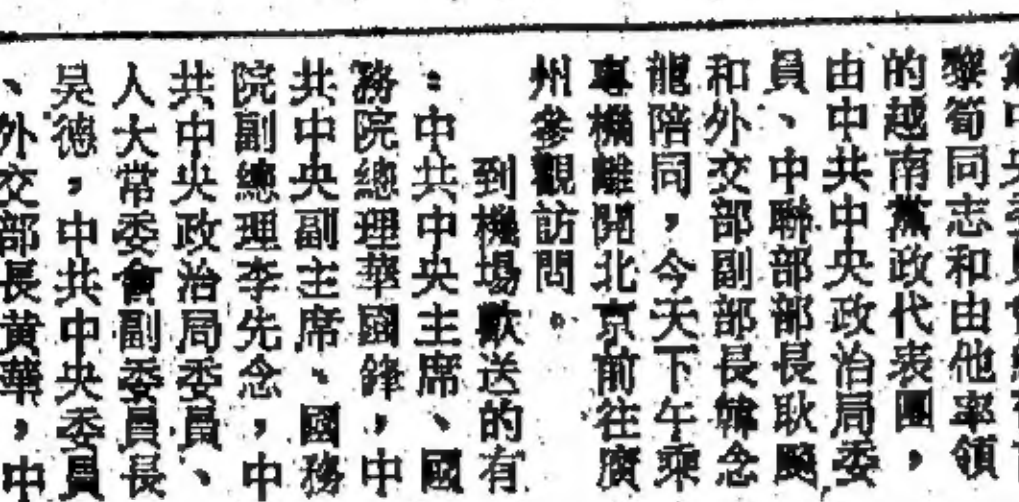 黎筍同志和由他率領
的越南黨政代表團，
由中共中央政治局委
員、中聯部部長耿飈
和外交部副部長韓念
龍陪同，今天下午乘
專機離開北京前往廣
州參觀訪問。
到機場歡送的有
：中共中央主席、國
務院總理華國鋒，中
共中央副主席、國務
院副總理李先念，中
共中央政治局委員、
人大常委會副委員長
吴德，中共中央委員
、外交部長黄華，中